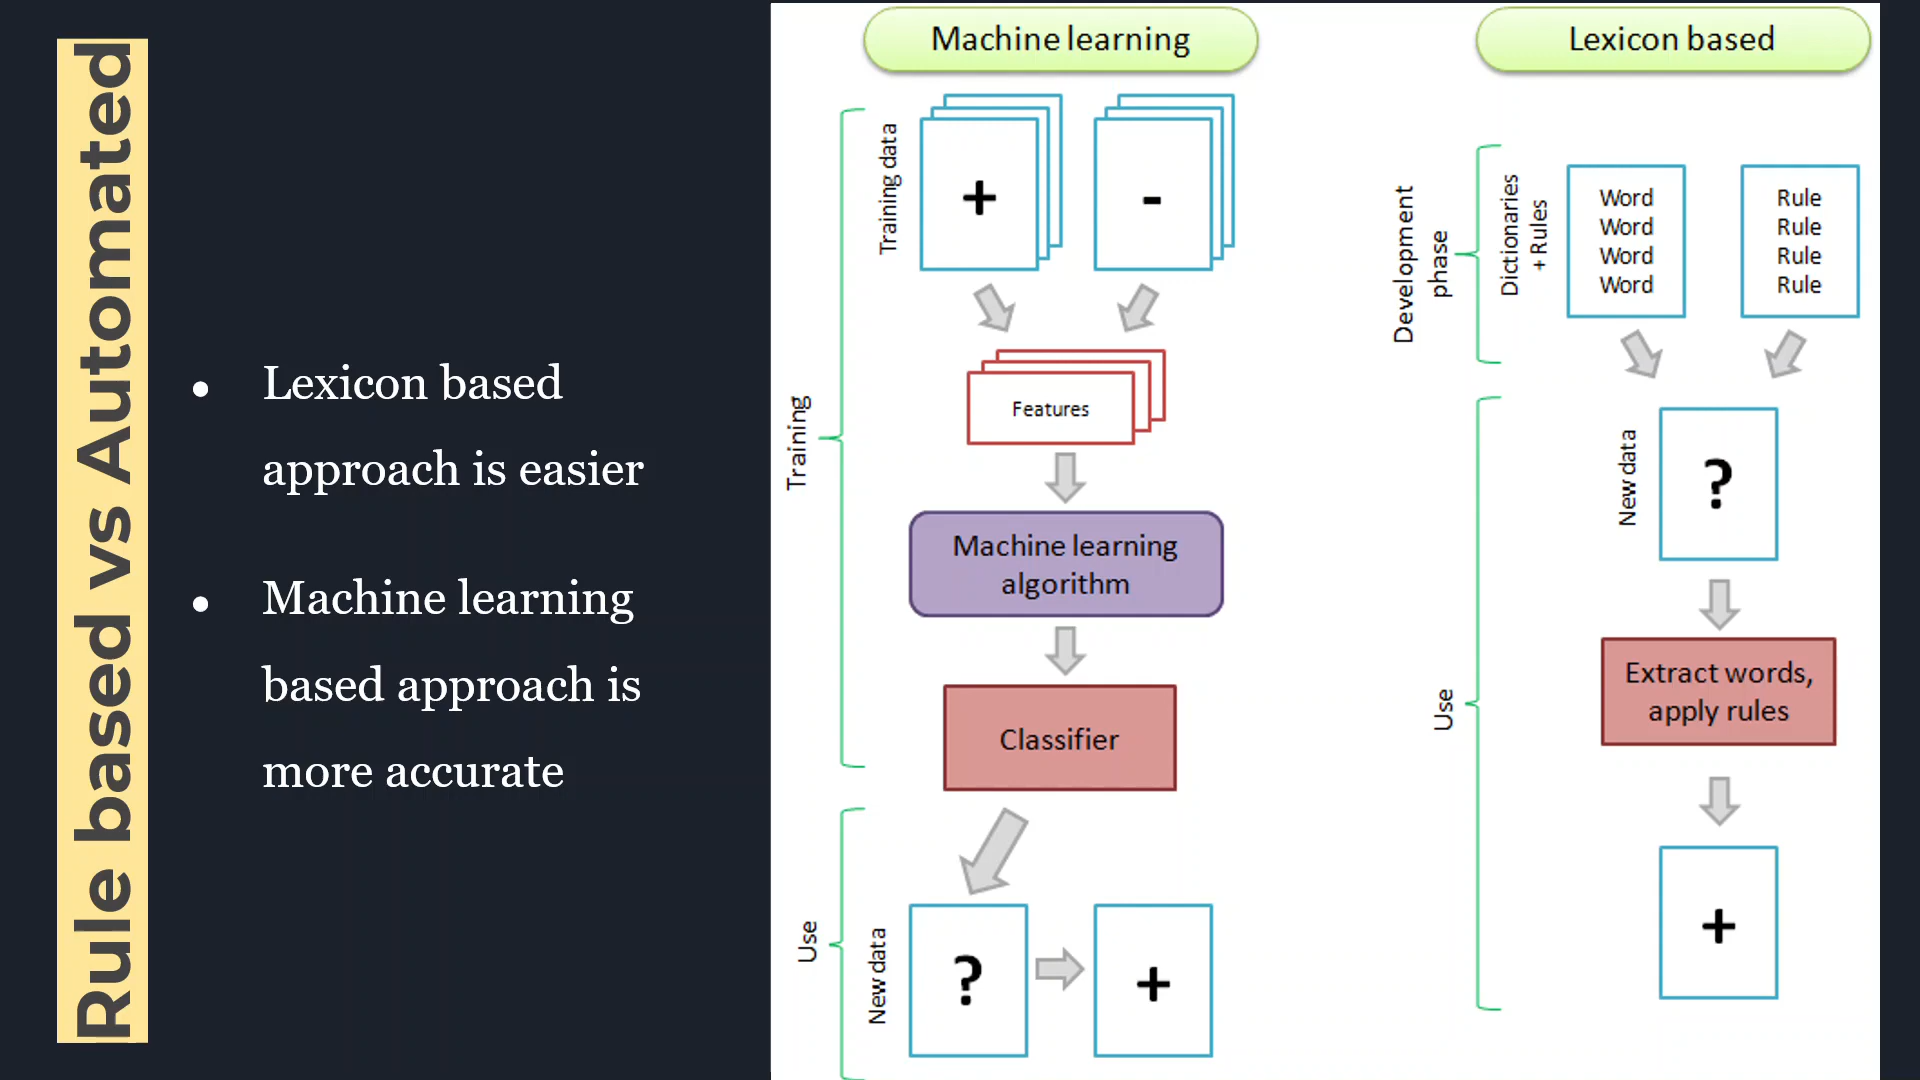 Rule based vs Automated
● Lexicon based
approach is easier
● Machine learning
based approach is
more accurate
Machine learning
Training
Training data
+
-
Features
Machine learning
algorithm
Classifier
Use
New data
?
+
Lexicon based
Development
phase
Dictionaries
+ Rules
Word
Word
Word
Word
Rule
Rule
Rule
Rule
Use
New data
?
Extract words,
apply rules
+